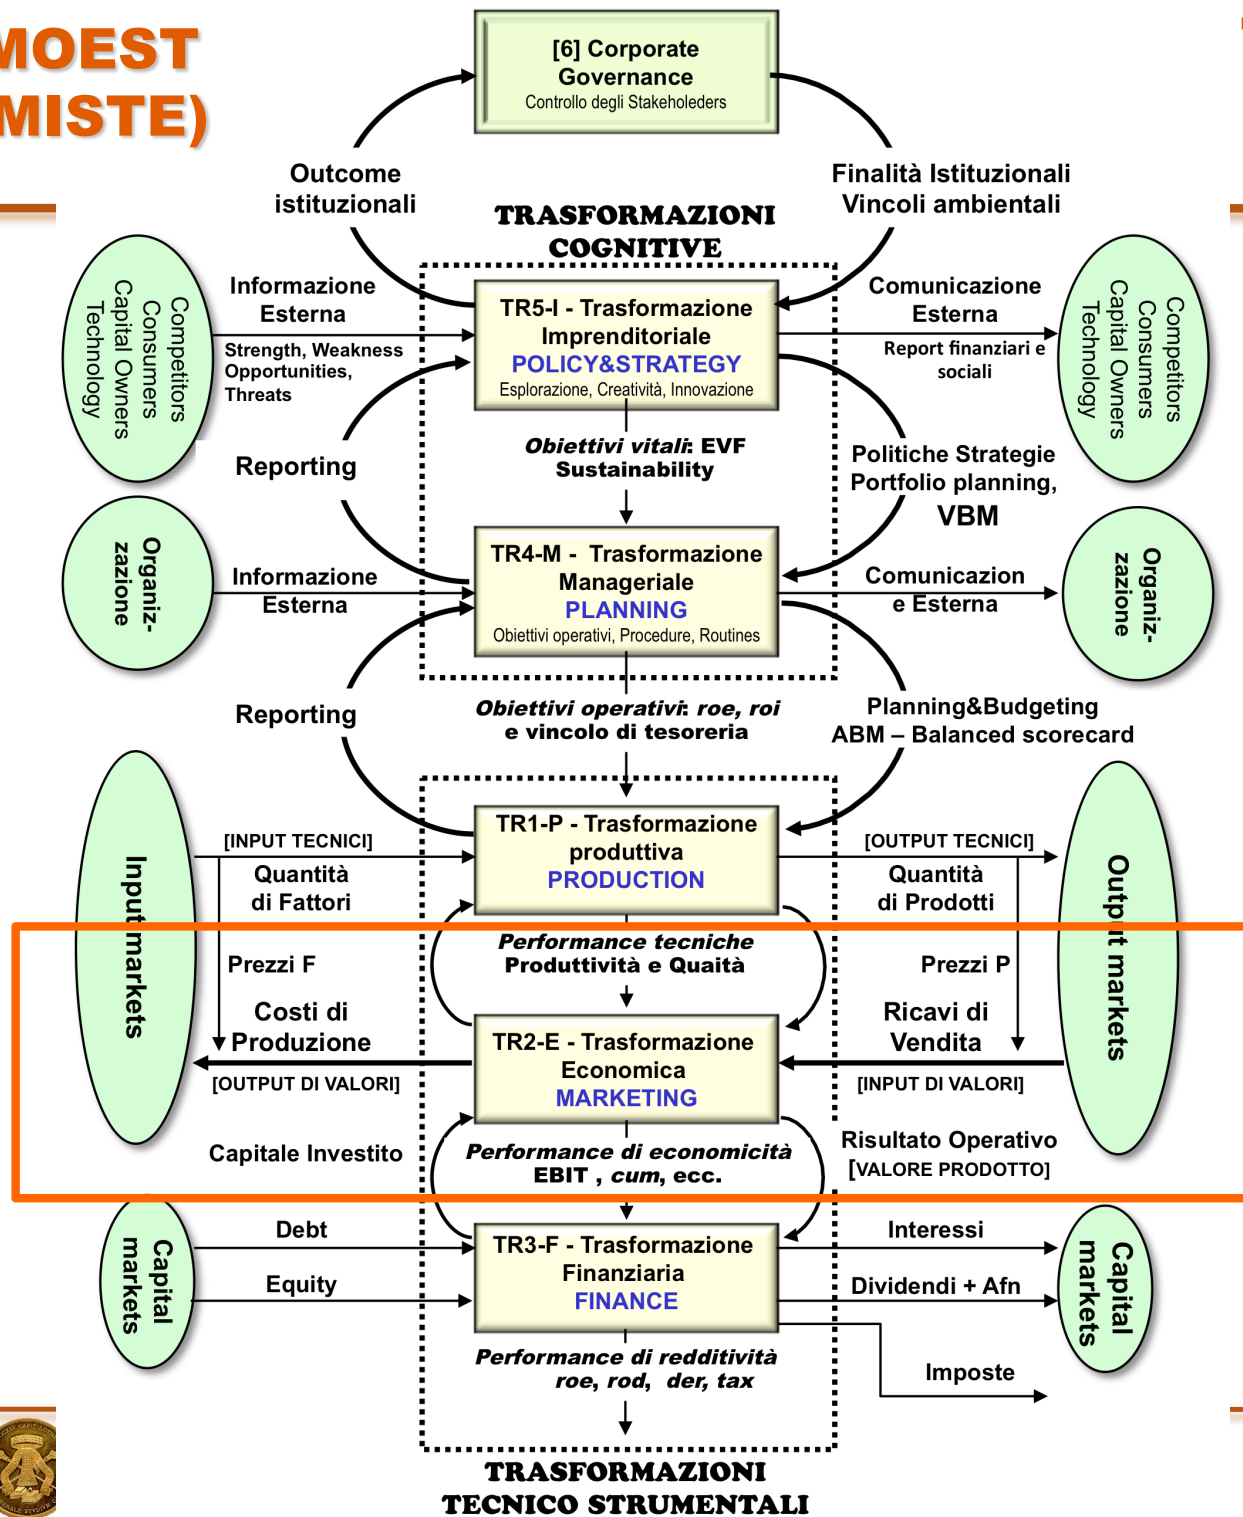 MOEST
MISTE)
[6] Corporate
Governance
Controllo degli Stakeholeders
Outcome
istituzionali
Finalità Istituzionali
Vincoli ambientali
TRASFORMAZIONI
COGNITIVE
Competitors
Consumers
Capital Owners
Technology
Informazione
Esterna
Strength, Weakness
Opportunities,
Threats
TR5-I - Trasformazione
Imprenditoriale
POLICY&STRATEGY
Esplorazione, Creatività, Innovazione
Comunicazione
Esterna
Report finanziari e
sociali
Competitors
Consumers
Capital Owners
Technology
Reporting
Obiettivi vitali: EVF
Sustainability
Politiche Strategie
Portfolio planning,
VBM
Organiz-
zazione
Informazione
Esterna
TR4-M - Trasformazione
Manageriale
PLANNING
Obiettivi operativi, Procedure, Routines
Comunicazion
e Esterna
Organiz-
zazione
Reporting
Obiettivi operativi: roe, roi
e vincolo di tesoreria
Planning&Budgeting
ABM – Balanced scorecard
Input markets
[INPUT TECNICI]
Quantità
di Fattori
TR1-P - Trasformazione
produttiva
PRODUCTION
[OUTPUT TECNICI]
Quantità
di Prodotti
Output markets
Prezzi F
Performance tecniche
Produttività e Quaità
Prezzi P
Costi di
Produzione
[OUTPUT DI VALORI]
TR2-E - Trasformazione
Economica
MARKETING
Ricavi di
Vendita
[INPUT DI VALORI]
Capitale Investito
Performance di economicità
EBIT , cum, ecc.
Risultato Operativo
[VALORE PRODOTTO]
Capital
markets
Debt
Equity
TR3-F - Trasformazione
Finanziaria
FINANCE
Interessi
Dividendi + Afn
Capital
markets
Performance di redditività
roe, rod, der, tax
Imposte
TRASFORMAZIONI
TECNICO STRUMENTALI